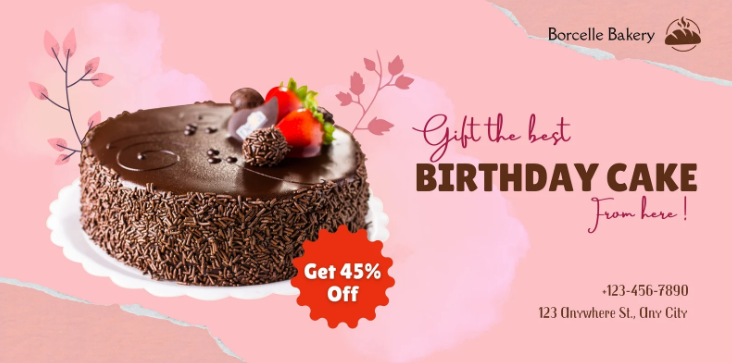 Borcelle Bakery
Gift the best
BIRTHDAY CAKE
From here !
Get 45%
Off
+123-456-7890
123 Anywhere St., Any City